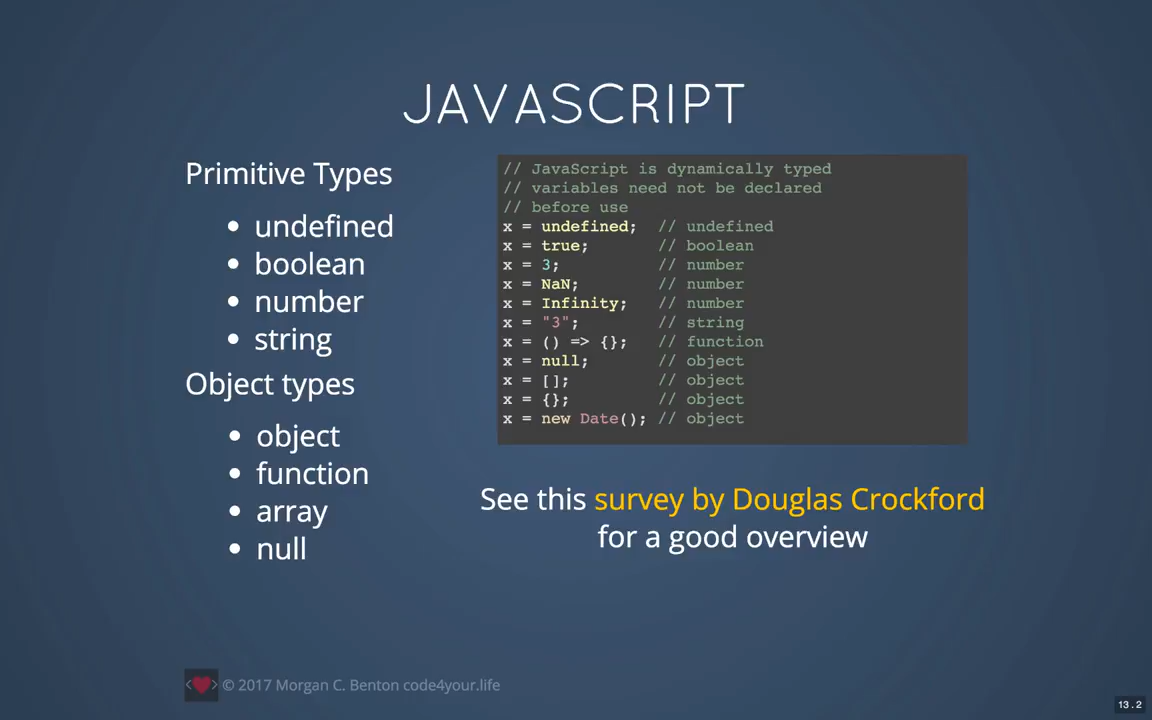 JAVASCRIPT
Primitive Types
undefined
boolean
number
string
Object types
object
function
array
null
// JavaScript is dynamically typed
// variables need not be declared
// before use
x = undefined;  // undefined
x = true;       // boolean
x = 3;          // number
x = NaN;        // number
x = Infinity;   // number
x = "3";        // string
x = () => {};   // function
x = null;       // object
x = [];         // object
x = {};         // object
x = new Date(); // object
See this survey by Douglas Crockford
for a good overview
<> © 2017 Morgan C. Benton code4your.life
13.2